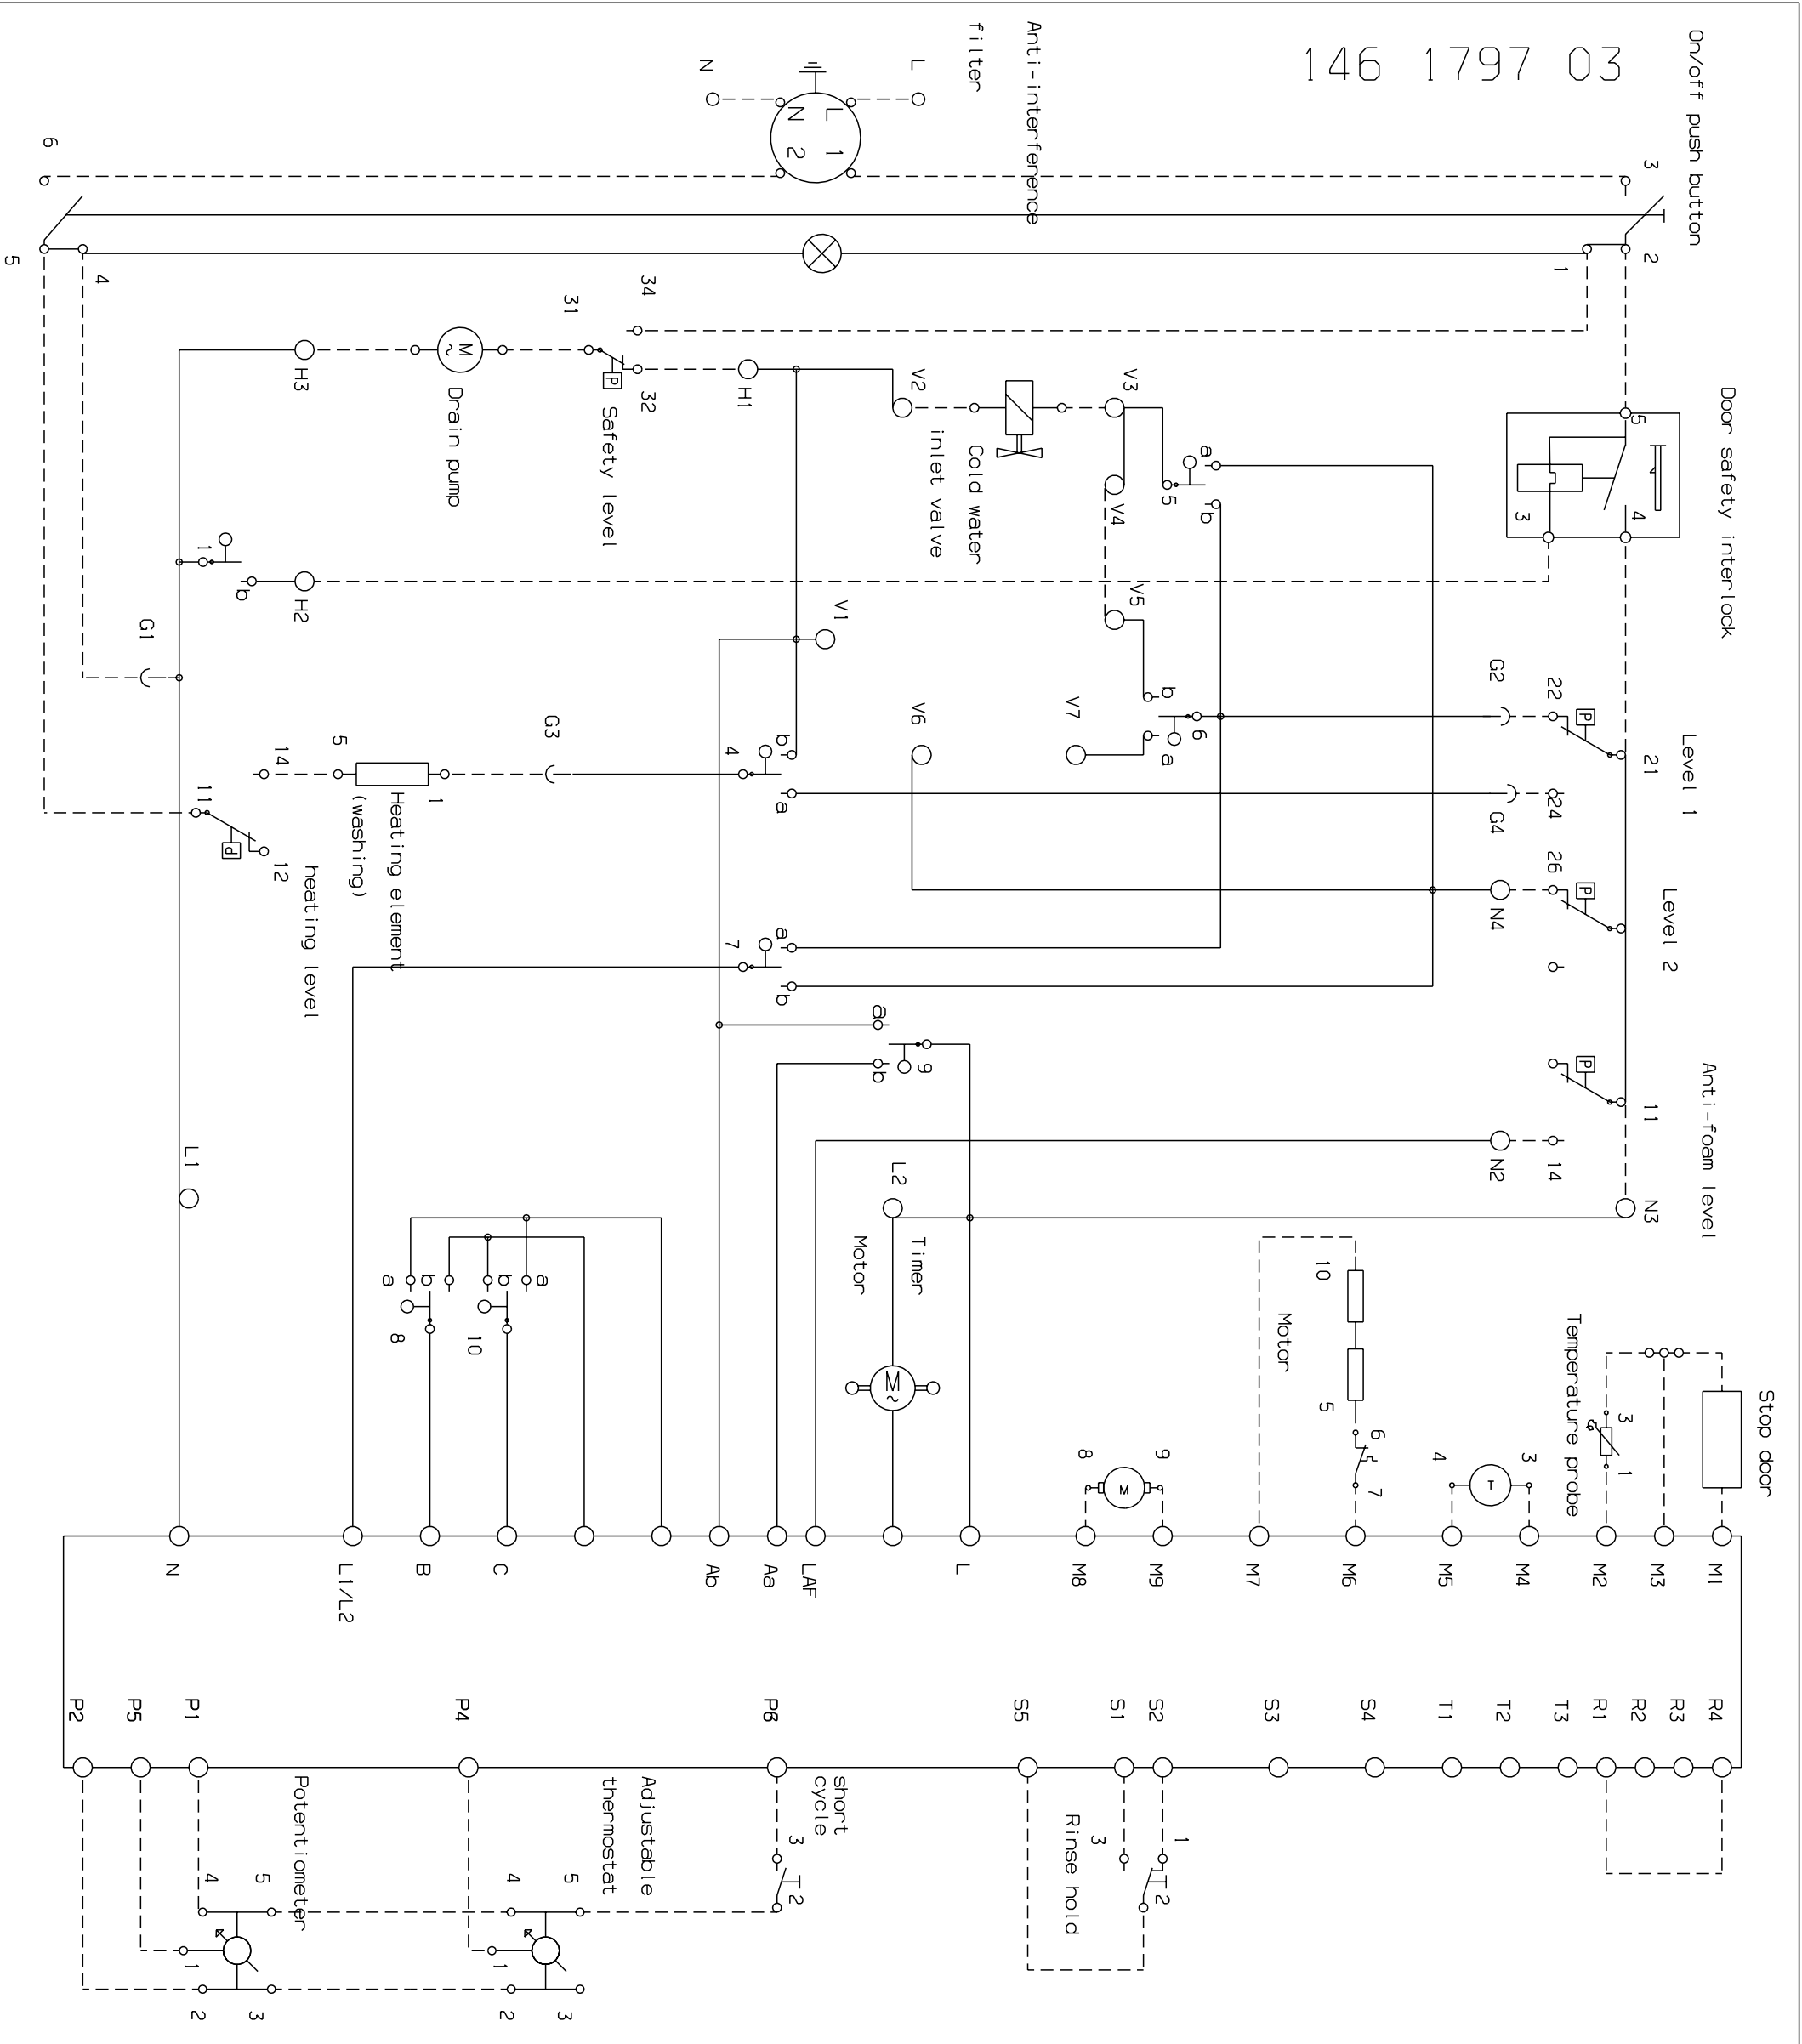 146 1797 03
On/off push button
Anti-interference
filter
L
N
L 1
N 2
3
2
1
6
5
4
Door safety interlock
5
4
3
34
31
32
H3
M
~
Drain pump
P
Safety level
H1
V2
Cold water
inlet valve
V3
V4
a
5
b
1
b
H2
G1
V1
V5
b
6
a
V7
V6
G2
22
P
21
Level 1
24
G4
26
P
N4
Level 2
G3
4
b
a
14
5
1
Heating element
(washing)
11
P
12
heating level
7
a
b
a
9
b
P
11
Anti-foam level
14
N2
N3
L1
L2
Timer
Motor
M
~
a
b
8
b
a
10
10
Motor
5
6
7
8
M
9
4
T
3
Temperature probe
3
1
Stop door
N
L1/L2
B
C
Ab
Aa
LAF
L
M8
M9
M7
M6
M5
M4
M2
M3
M1
P2
P5
P1
P4
S5
S1
S2
S3
S4
T1
T2
T3
R1
R2
R3
R4
Potentiometer
4
5
1
2
3
Adjustable
thermostat
4
5
1
2
3
short
cycle
3
2
Rinse hold
3
1
2